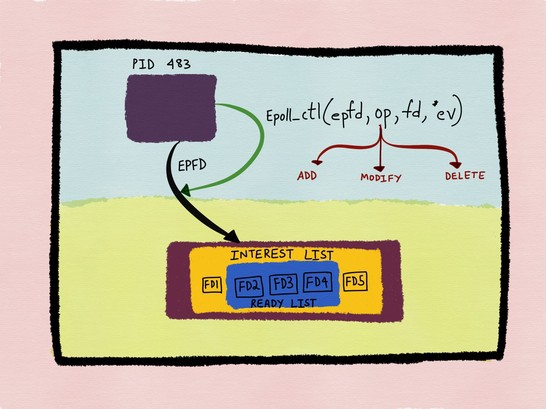 PID 483
Epoll_ctl(epfd, op, fd, *ev)
EPFD
ADD MODIFY DELETE
INTEREST LIST
FD1 FD2 FD3 FD4 FD5
READY LIST